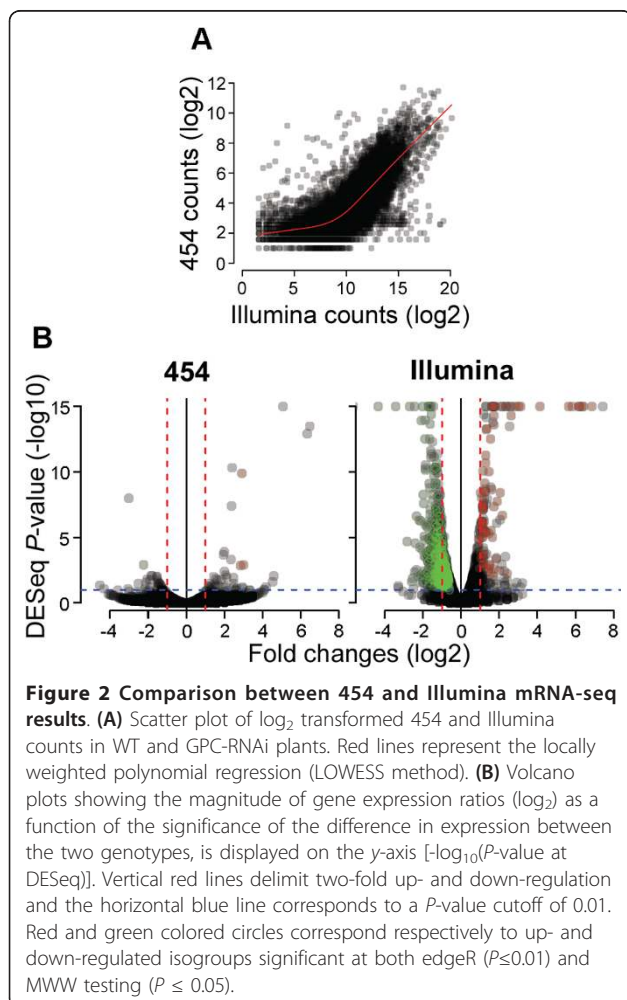 A
454 counts (log2)
12
10
8
6
4
2
0
0 5 10 15 20
Illumina counts (log2)
B
454 Illumina
DESeq P-value (-log10)
15
10
5
0
-4 -2 0 2 4 6 8 -4 -2 0 2 4 6 8
Fold changes (log2)
Figure 2 Comparison between 454 and Illumina mRNA-seq
results. (A) Scatter plot of log2 transformed 454 and Illumina
counts in WT and GPC-RNAi plants. Red lines represent the locally
weighted polynomial regression (LOWESS method). (B) Volcano
plots showing the magnitude of gene expression ratios (log2) as a
function of the significance of the difference in expression between
the two genotypes, is displayed on the y-axis [-log10(P-value at
DESeq)]. Vertical red lines delimit two-fold up- and down-regulation
and the horizontal blue line corresponds to a P-value cutoff of 0.01.
Red and green colored circles correspond respectively to up- and
down-regulated isogroups significant at both edgeR (P≤0.01) and
MWW testing (P ≤ 0.05).